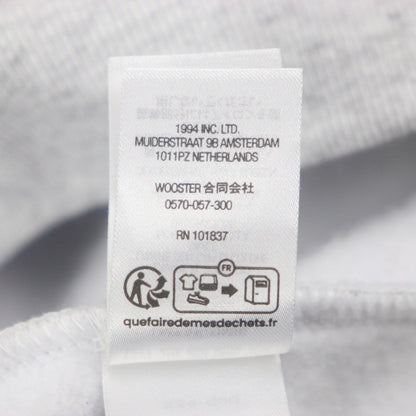 1994 INC. LTD.
MUIDERSTRAAT 9B AMSTERDAM
1011PZ NETHERLANDS
WOOSTER 合同会社
0570-057-300
RN 101837
FR
quefairedemesdechets.fr